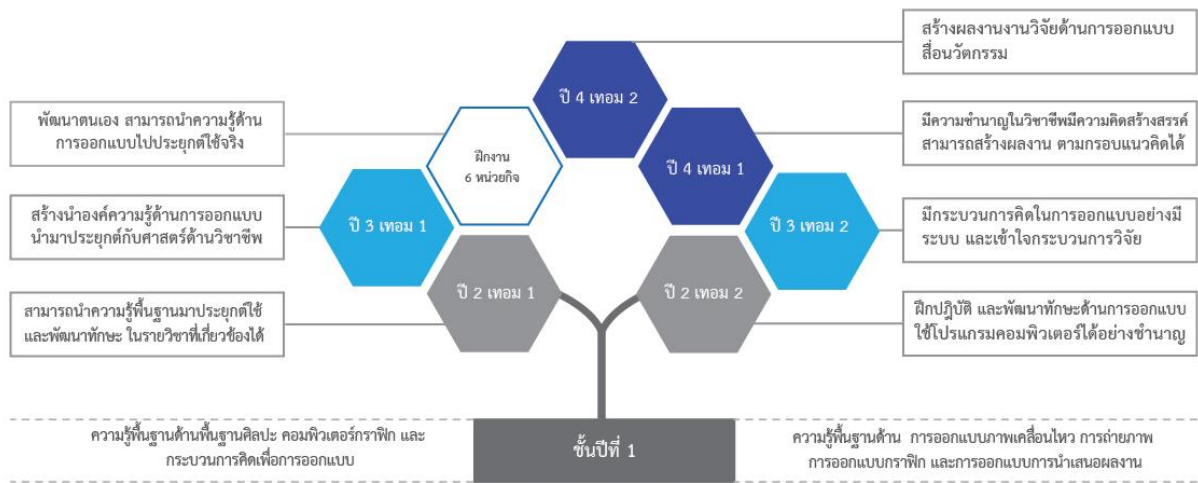 สร้างผลงานงานวิจัยด้านการออกแบบ
สื่อนวัตกรรม
ปี 4 เทอม 2
พัฒนาตนเอง สามารถนำความรู้ด้าน
การออกแบบไปประยุกต์ใช้จริง
ฝึกงาน
6 หน่วยกิจ
ปี 4 เทอม 1
มีความชำนาญในวิชาชีพมีความคิดสร้างสรรค์
สามารถสร้างผลงาน ตามกรอบแนวคิดได้
สร้างนำองค์ความรู้ด้านการออกแบบ
นำมาประยุกต์กับศาสตร์ด้านวิชาชีพ
ปี 3 เทอม 1
ปี 3 เทอม 2
มีกระบวนการคิดในการออกแบบอย่างมี
ระบบ และเข้าใจกระบวนการวิจัย
สามารถนำความรู้พื้นฐานมาประยุกต์ใช้
และพัฒนาทักษะ ในรายวิชาที่เกี่ยวข้องได้
ปี 2 เทอม 1
ปี 2 เทอม 2
ฝึกปฎิบัติ และพัฒนาทักษะด้านการออกแบบ
ใช้โปรแกรมคอมพิวเตอร์ได้อย่างชำนาญ
ความรู้พื้นฐานด้านพื้นฐานศิลปะ คอมพิวเตอร์กราฟิก และ
กระบวนการคิดเพื่อการออกแบบ
ชั้นปีที่ 1
ความรู้พื้นฐานด้าน การออกแบบภาพเคลื่อนไหว การถ่ายภาพ
การออกแบบกราฟิก และการออกแบบการนำเสนอผลงาน